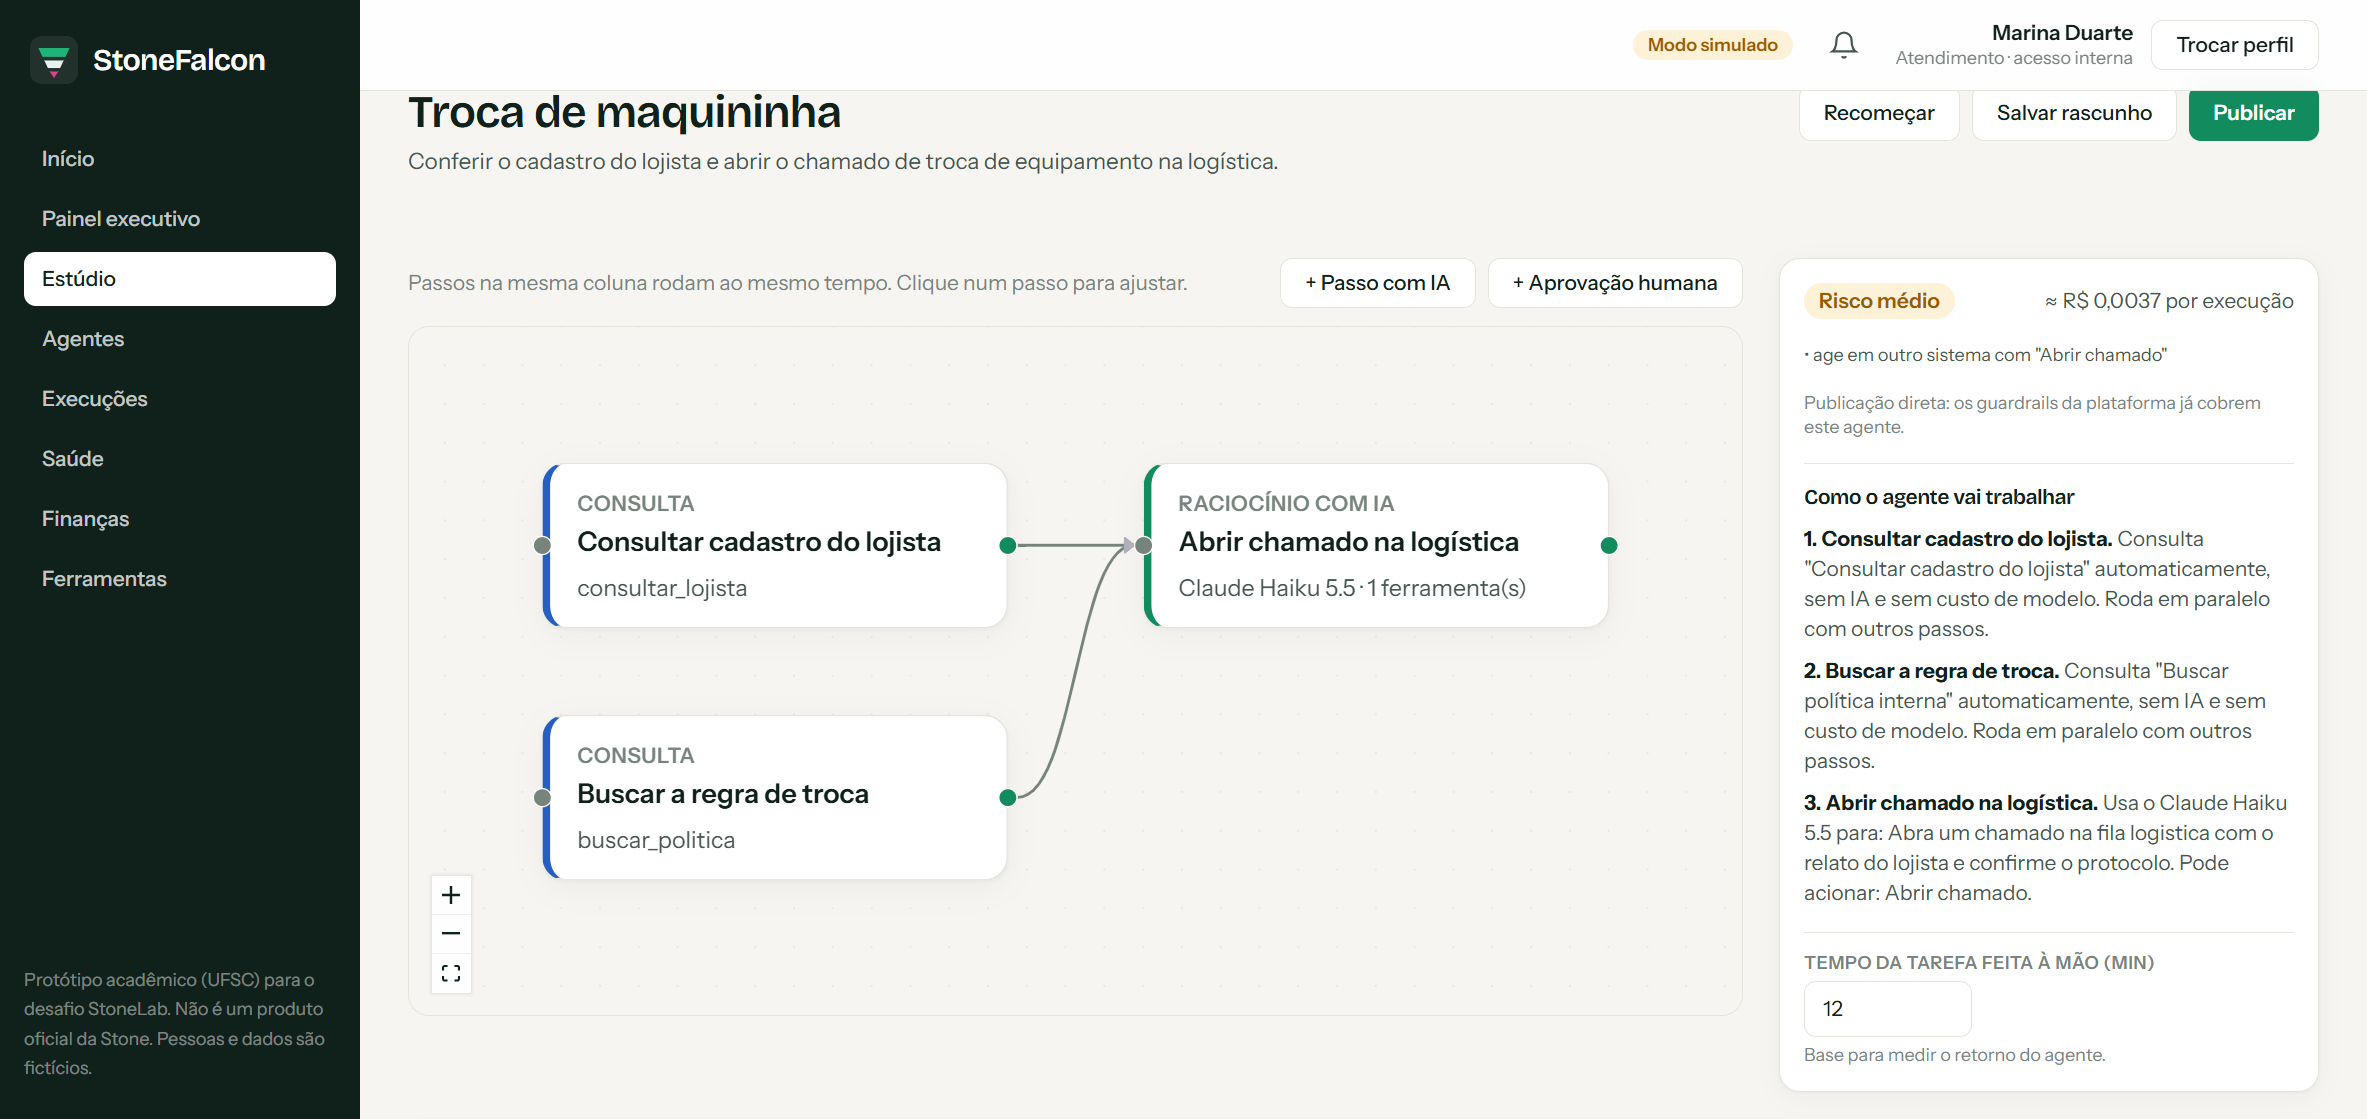 StoneFalcon
Início
Painel executivo
Estúdio
Agentes
Execuções
Saúde
Finanças
Ferramentas
Protótipo acadêmico (UFSC) para o
desafio StoneLab. Não é um produto
oficial da Stone. Pessoas e dados são
fictícios.
Modo simulado
Marina Duarte
Atendimento · acesso interna
Trocar perfil
Troca de maquininha
Conferir o cadastro do lojista e abrir o chamado de troca de equipamento na logística.
Recomeçar
Salvar rascunho
Publicar
Passos na mesma coluna rodam ao mesmo tempo. Clique num passo para ajustar.
+ Passo com IA
+ Aprovação humana
CONSULTA
Consultar cadastro do lojista
consultar_lojista
RACIOCÍNIO COM IA
Abrir chamado na logística
Claude Haiku 5.5 · 1 ferramenta(s)
CONSULTA
Buscar a regra de troca
buscar_politica
Risco médio
≈ R$ 0,0037 por execução
· age em outro sistema com "Abrir chamado"
Publicação direta: os guardrails da plataforma já cobrem
este agente.
Como o agente vai trabalhar
1. Consultar cadastro do lojista. Consulta
"Consultar cadastro do lojista" automaticamente,
sem IA e sem custo de modelo. Roda em paralelo
com outros passos.
2. Buscar a regra de troca. Consulta "Buscar
política interna" automaticamente, sem IA e sem
custo de modelo. Roda em paralelo com outros
passos.
3. Abrir chamado na logística. Usa o Claude Haiku
5.5 para: Abra um chamado na fila logistica com o
relato do lojista e confirme o protocolo. Pode
acionar: Abrir chamado.
TEMPO DA TAREFA FEITA À MÃO (MIN)
12
Base para medir o retorno do agente.